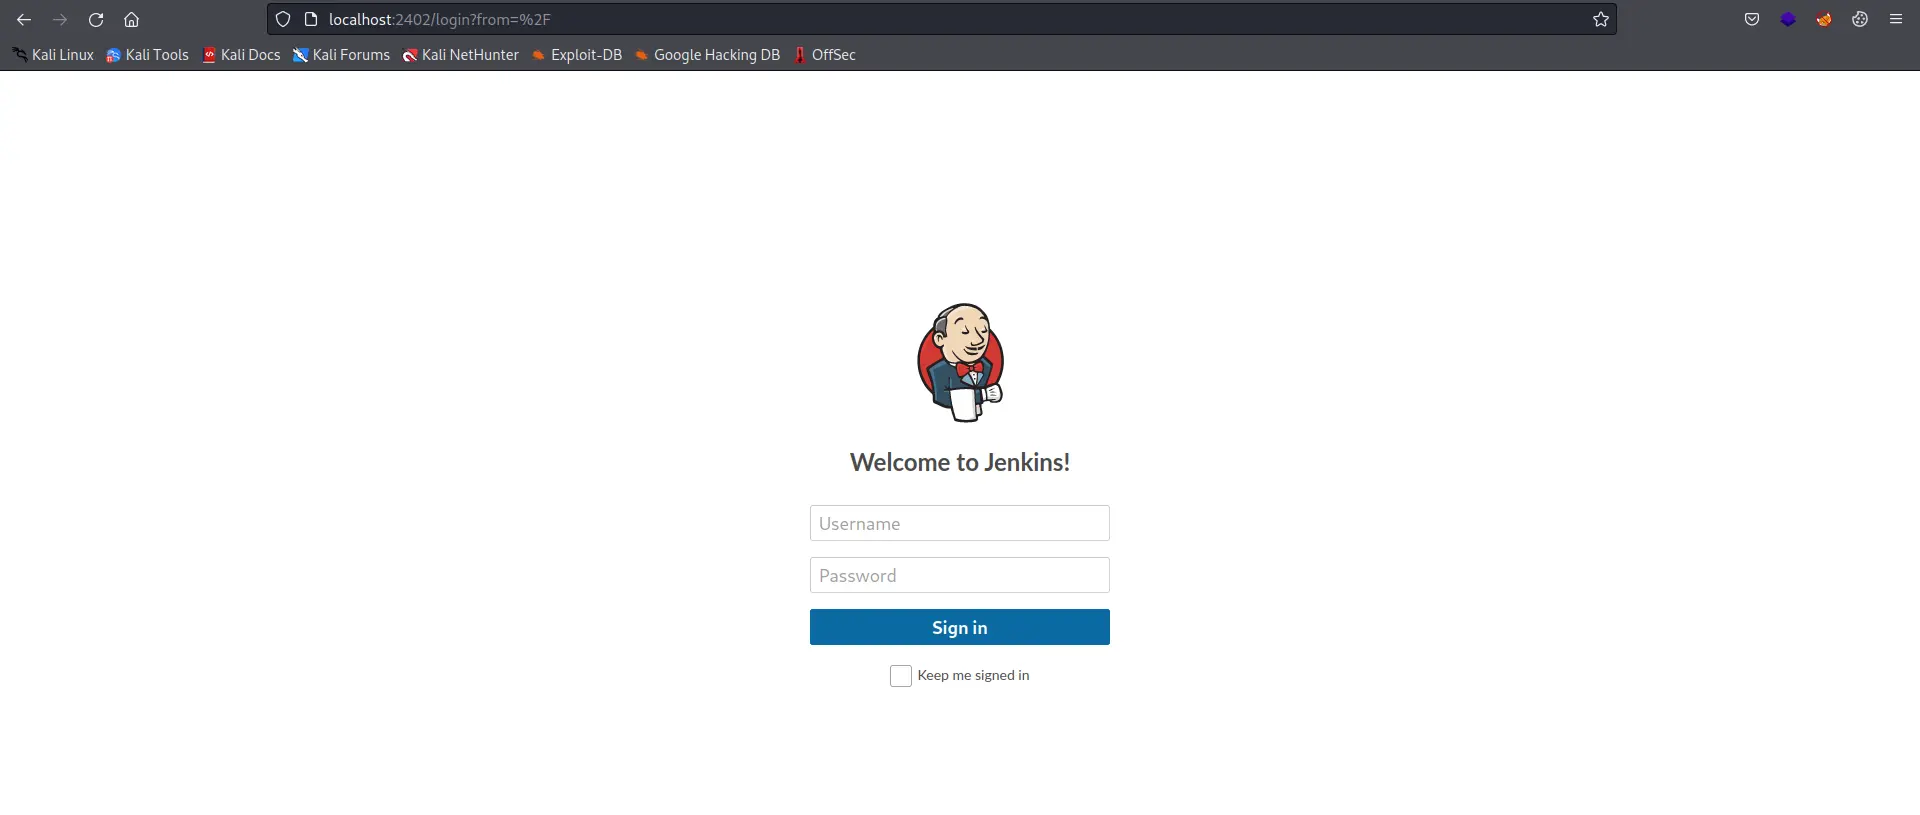 localhost:2402/login?from=%2F
Kali Linux Kali Tools Kali Docs Kali Forums Kali NetHunter Exploit-DB Google Hacking DB OffSec
Welcome to Jenkins!
Username
Password
Sign in
Keep me signed in